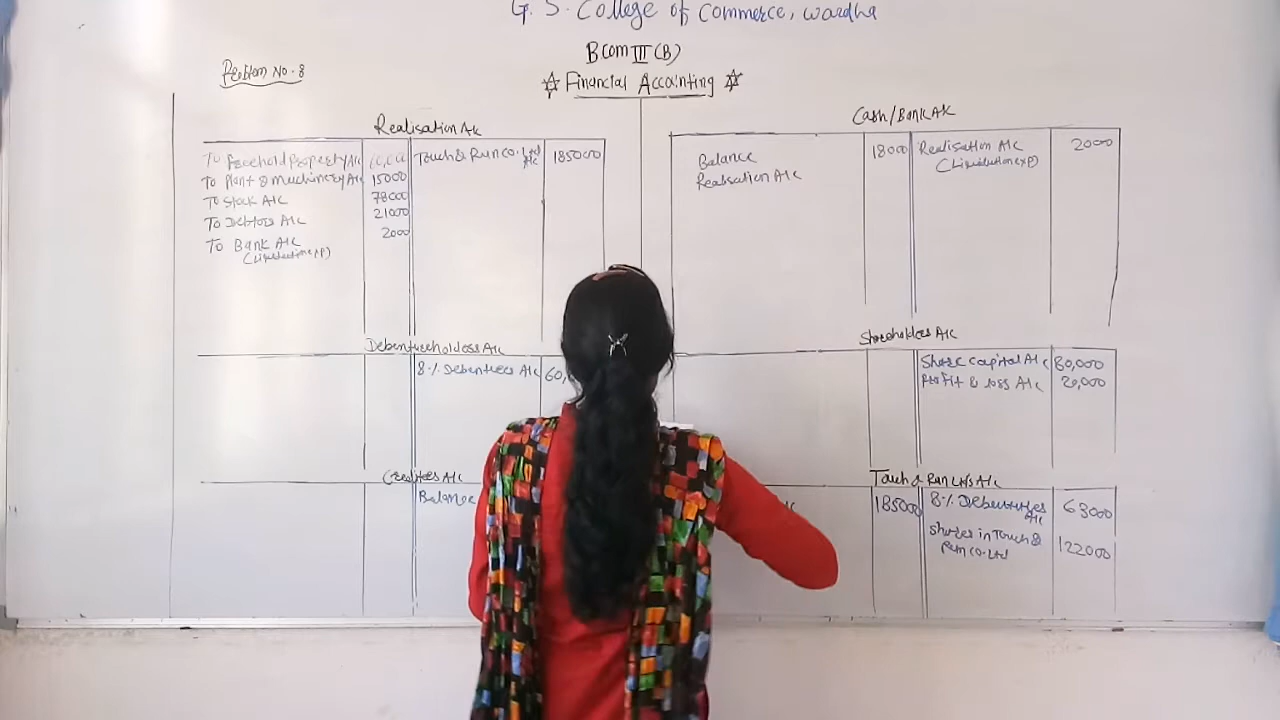 G. S. College of Commerce, Wardha
BCom III (B)
Problem No. 8
Financial Accounting
Realisation A/c
To Freehold Property A/c
To Plant & Machinery A/c 15000
To Stock A/c 78000
To Debtors A/c 21000
To Bank A/c 2000
(Liquidation exp)
Touch & Run Co. Ltd A/c 185000
Cash/Bank A/c
Balance 18000
Realisation A/c
Realisation A/c 2000
(Liquidation exp)
Debentureholders A/c
8% Debentures A/c 60,
Shareholders A/c
Share capital A/c 80,000
Profit & loss A/c 20,000
Creditors A/c
Balance
Touch & Run Ltd's A/c
185000
8% Debentures A/c 63000
Shares in Touch & Run Co. Ltd 122000